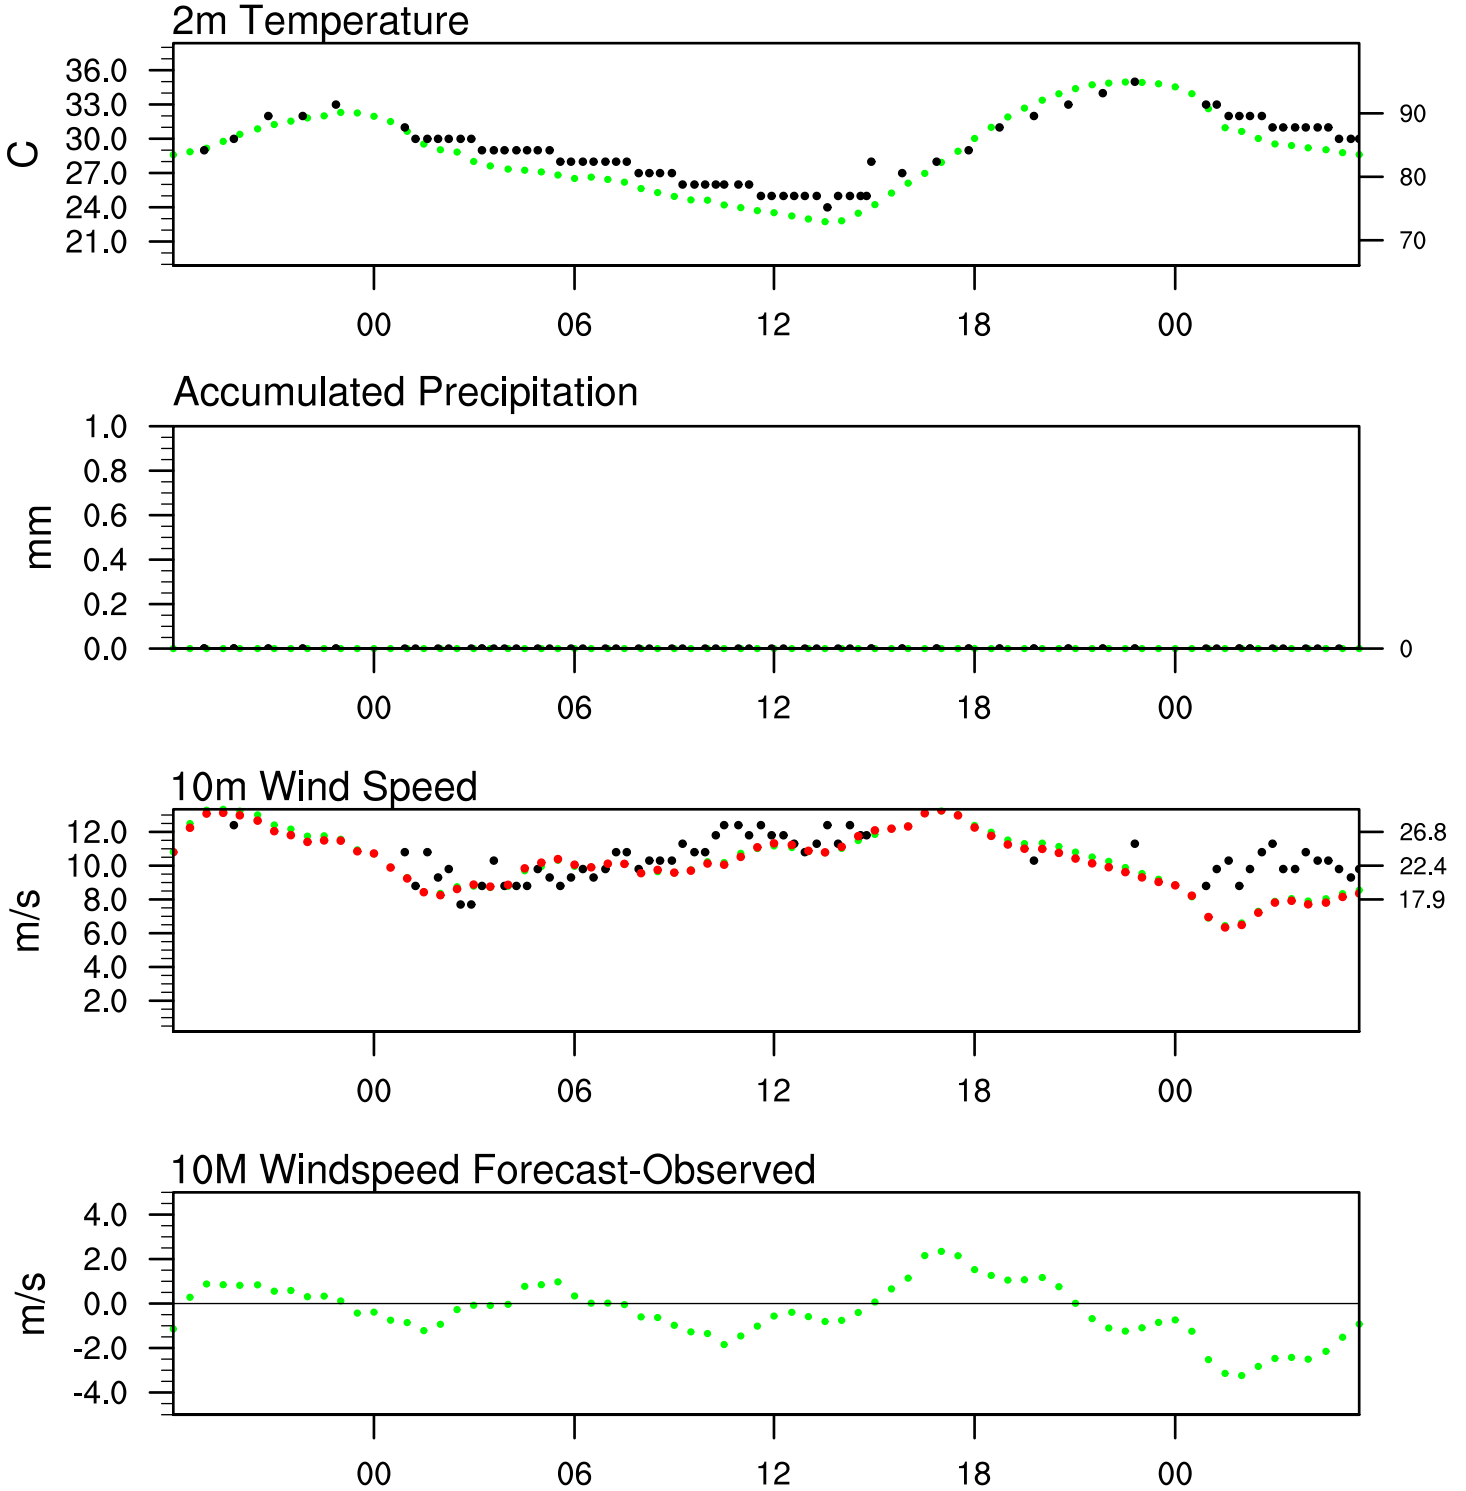 2m Temperature
36.0
33.0
30.0
27.0
24.0
21.0
C
90
80
70
00 06 12 18 00
Accumulated Precipitation
1.0
0.8
0.6
0.4
0.2
0.0
mm
0
00 06 12 18 00
10m Wind Speed
12.0
10.0
8.0
6.0
4.0
2.0
m/s
26.8
22.4
17.9
00 06 12 18 00
10M Windspeed Forecast-Observed
4.0
2.0
0.0
-2.0
-4.0
m/s
00 06 12 18 00